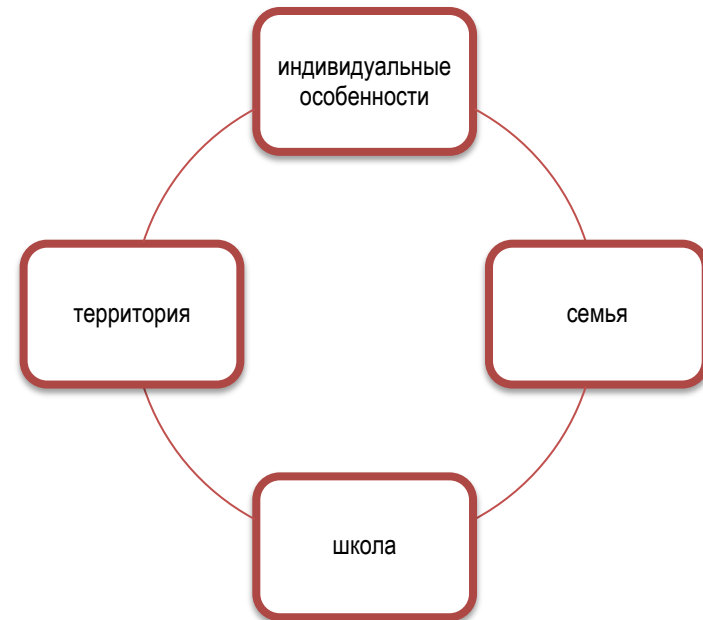 индивидуальные
особенности
территория
семья
школа